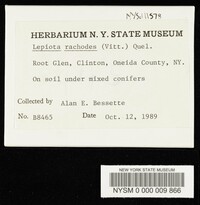 NYSM11579
HERBARIUM N. Y. STATE MUSEUM
Lepiota rachodes (Vitt.) Quel.
Root Glen, Clinton, Oneida County, NY.
On soil under mixed conifers
Collected by Alan E. Bessette
No. B8465 Date Oct. 12, 1989
NEW YORK STATE MUSEUM
NYSM 0 000 009 866